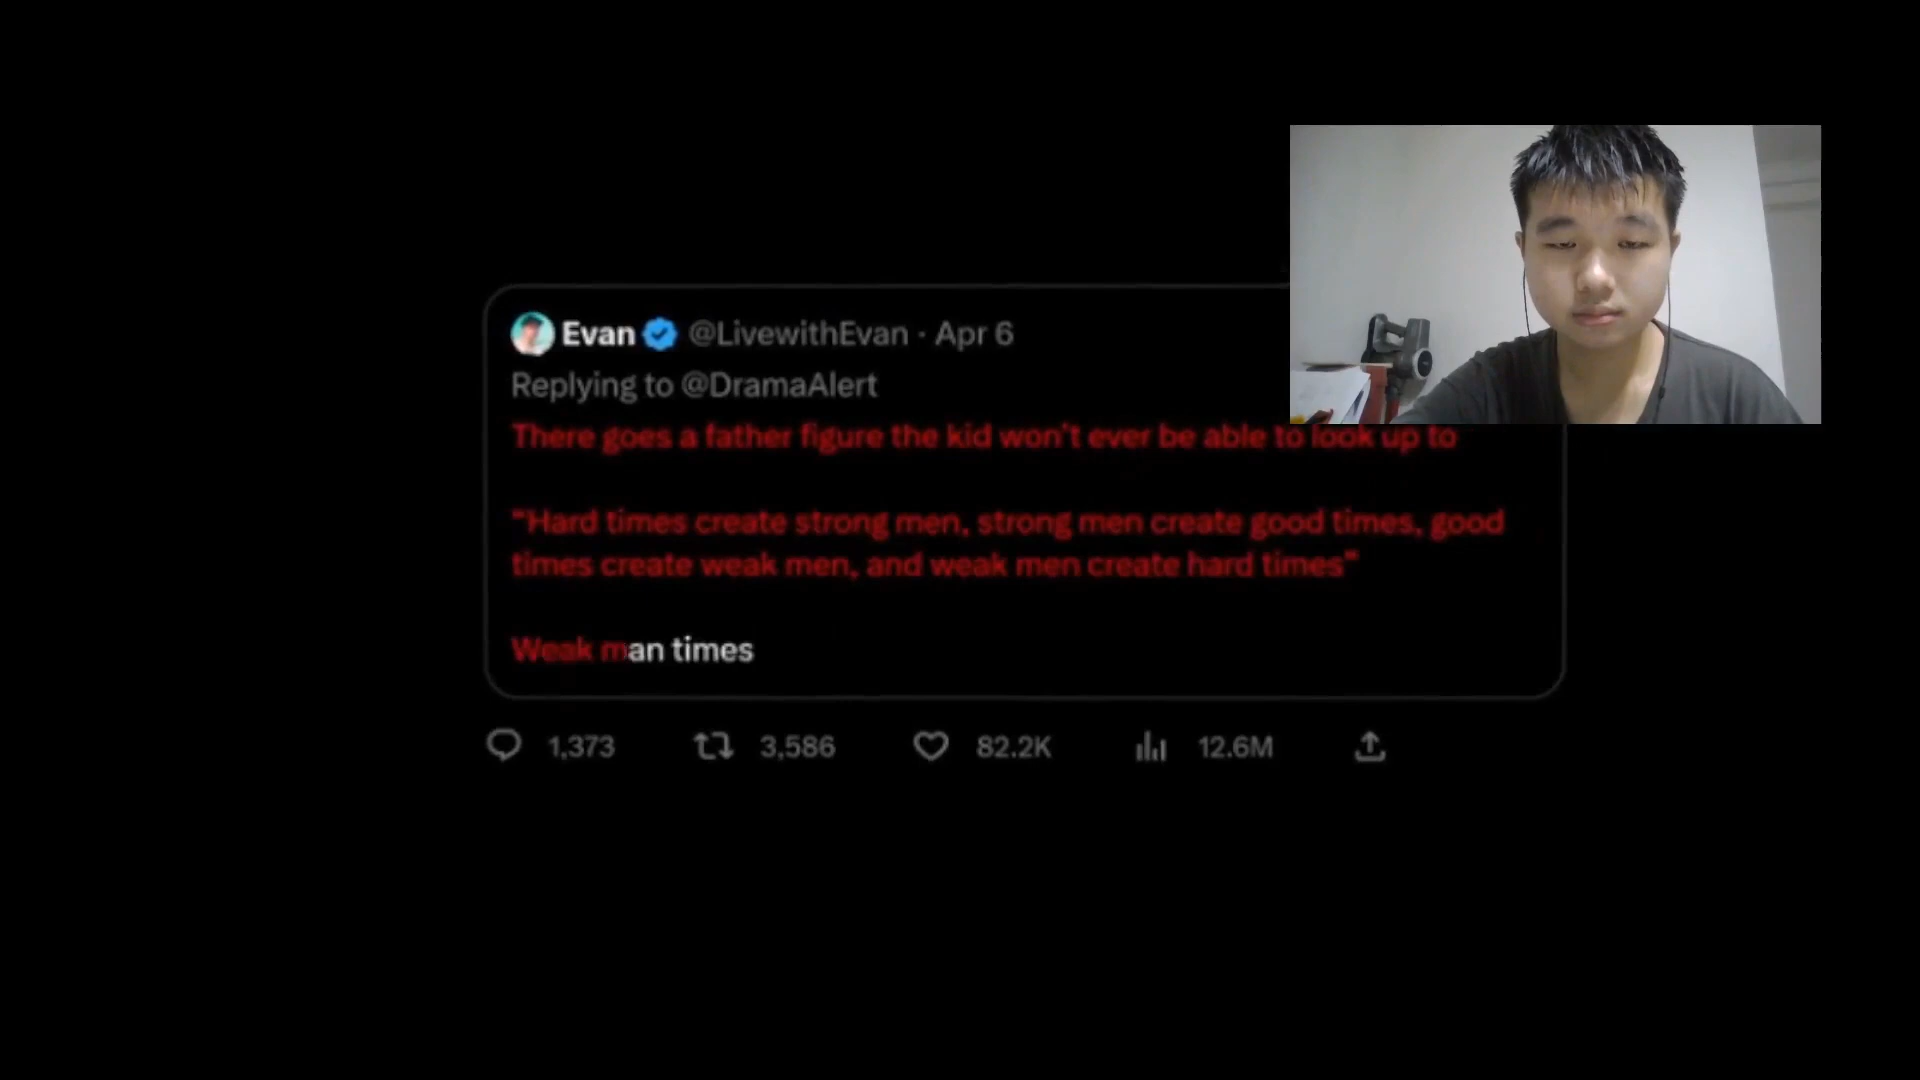 Evan @LivewithEvan · Apr 6
Replying to @DramaAlert
There goes a father figure the kid won't ever be able to look up to
"Hard times create strong men, strong men create good times, good
times create weak men, and weak men create hard times"
Weak man times
1,373 3,586 82.2K 12.6M